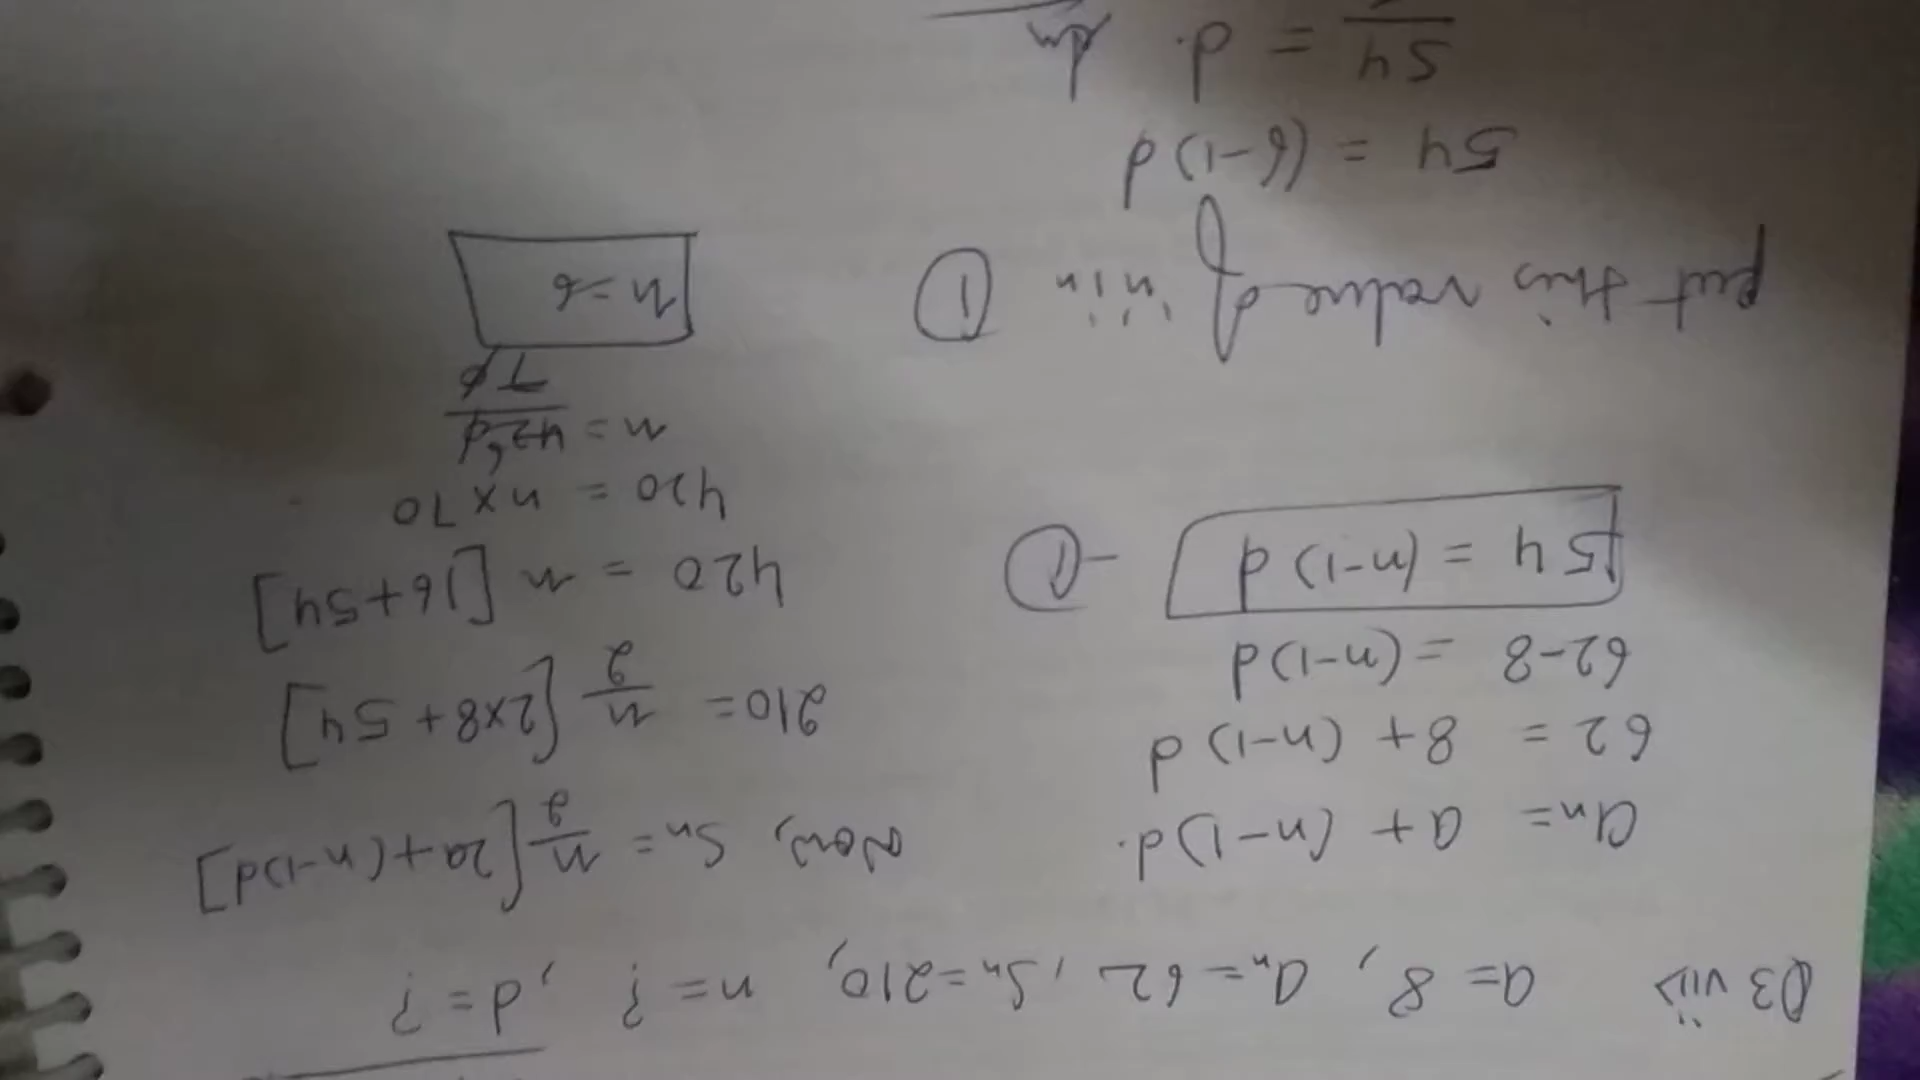 Q3 vii> a = 8, an = 62, Sn = 210, n = ?, d = ?
an = a + (n-1)d.
62 = 8 + (n-1)d
62-8 = (n-1)d
54 = (n-1)d - ①
Now, Sn = n/2 [2a+(n-1)d]
210 = n/2 [2×8 + 54]
420 = n [16+54]
420 = n × 70
n = 420/70 6
n = 6
put this value of "n" in ①
54 = (6-1)d
54/5 = d.